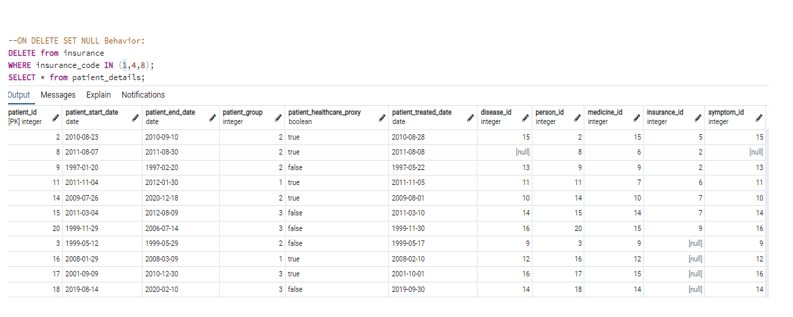 --ON DELETE SET NULL Behavior:
DELETE from insurance
WHERE insurance_code IN (1,4,8);
SELECT * from patient_details;
Output Messages Explain Notifications
patient_id patient_start_date patient_end_date patient_group patient_healthcare_proxy patient_treated_date disease_id person_id medicine_id insurance_id symptom_id
[PK] integer date date integer boolean date integer integer integer integer integer
2 2010-08-23 2010-09-10 2 true 2010-08-28 15 2 15 5 15
8 2011-08-07 2011-08-30 2 true 2011-08-08 [null] 8 6 2 [null]
9 1997-01-20 1997-02-20 2 false 1997-05-22 13 9 9 2 13
11 2011-11-04 2012-01-30 1 true 2011-11-05 11 11 7 6 11
14 2009-07-26 2020-12-18 2 true 2009-08-01 10 14 10 7 10
15 2011-03-04 2012-08-09 3 false 2011-03-10 14 15 14 7 14
20 1999-11-29 2006-07-14 3 false 1999-11-30 16 20 15 9 16
3 1999-05-12 1999-05-29 2 false 1999-05-17 9 3 9 [null] 9
16 2008-01-29 2008-03-09 1 true 2008-02-10 12 16 12 [null] 12
17 2001-09-09 2010-12-30 3 true 2001-10-01 16 17 15 [null] 16
18 2019-08-14 2020-02-10 3 false 2019-09-30 14 18 14 [null] 14